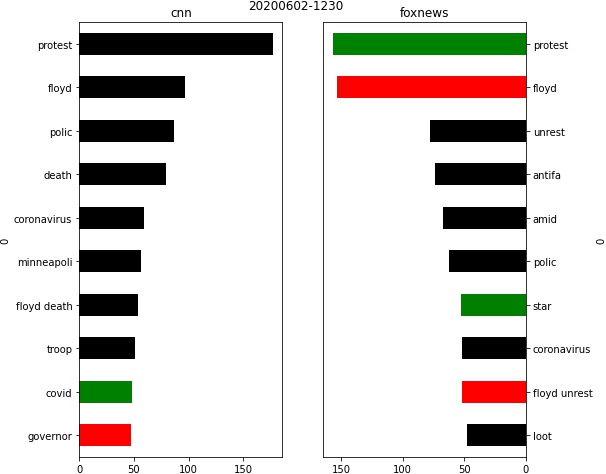 20200602-1230
cnn
foxnews
protest
floyd
polic
death
coronavirus
minneapoli
floyd death
troop
covid
governor
0
0 50 100 150
protest
floyd
unrest
antifa
amid
polic
star
coronavirus
floyd unrest
loot
0
150 100 50 0